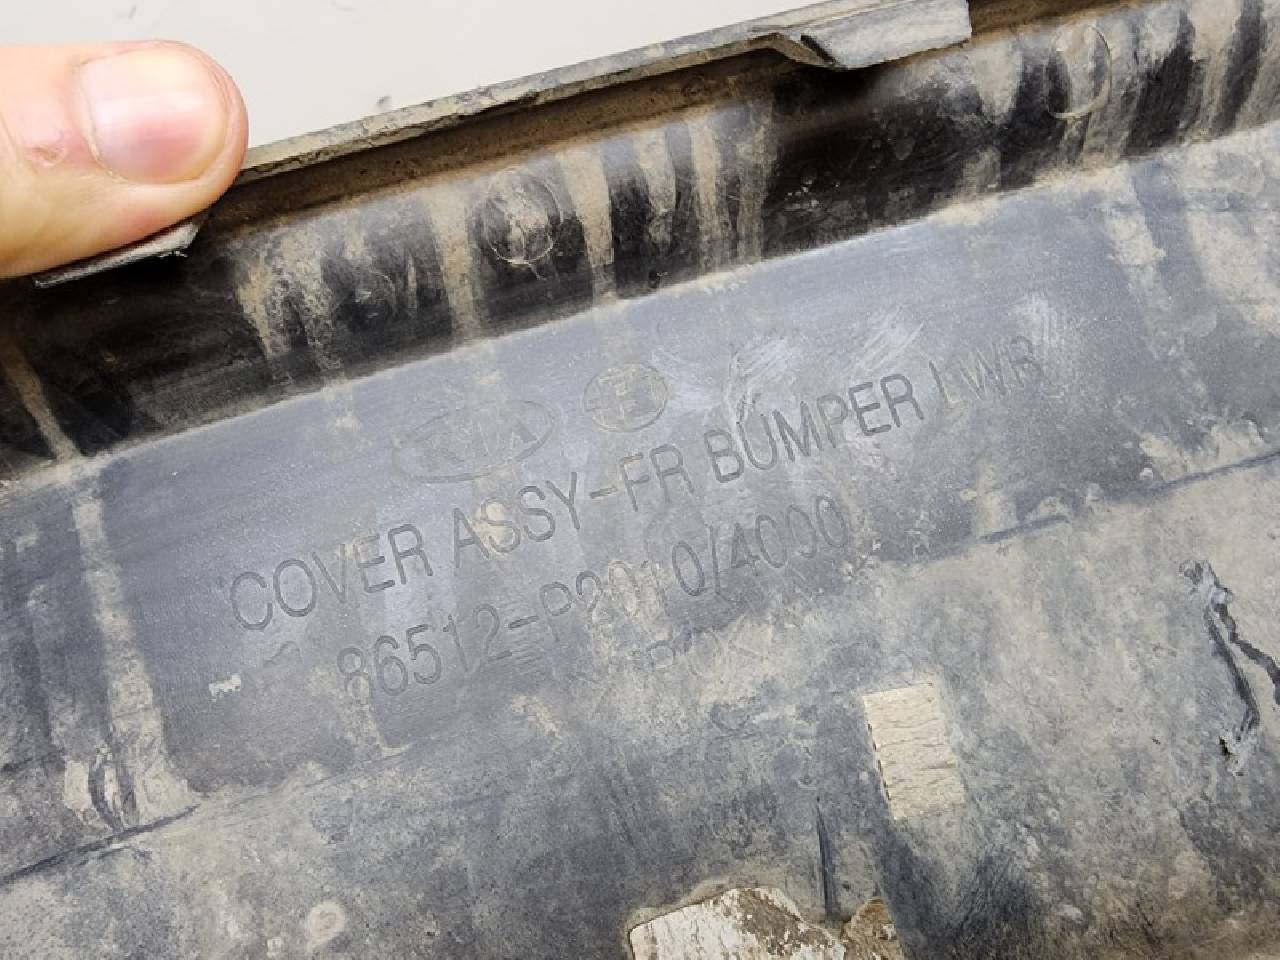 KIA
COVER ASSY-FR BUMPER LWR
86512-P2010/4000